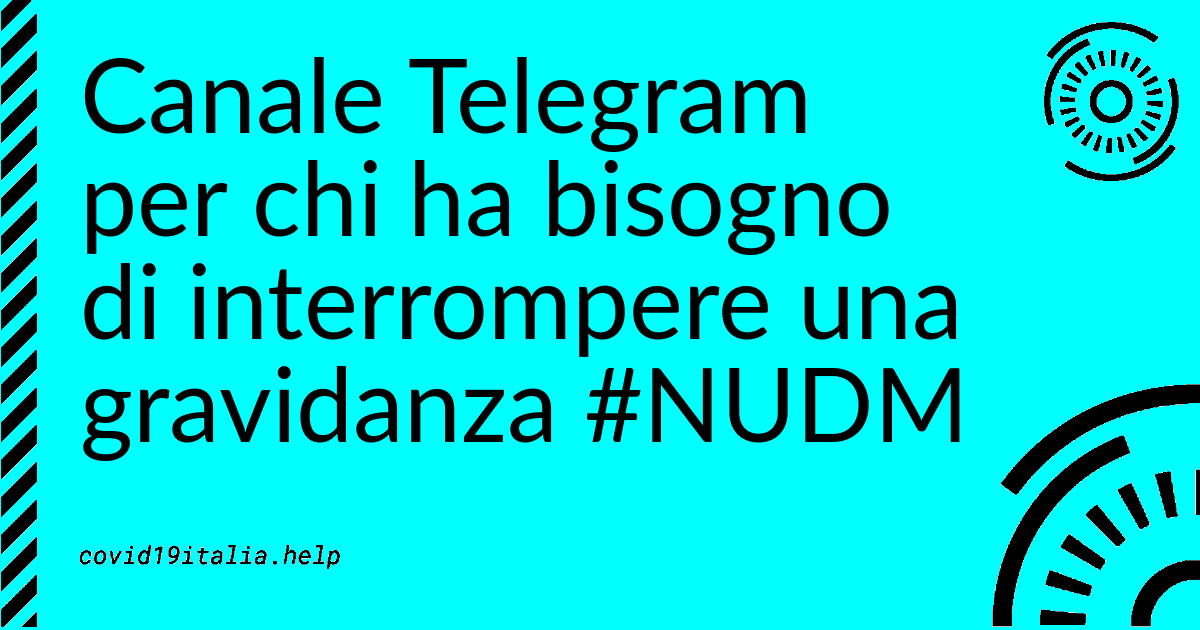 Canale Telegram
per chi ha bisogno
di interrompere una
gravidanza #NUDM
covid19italia.help